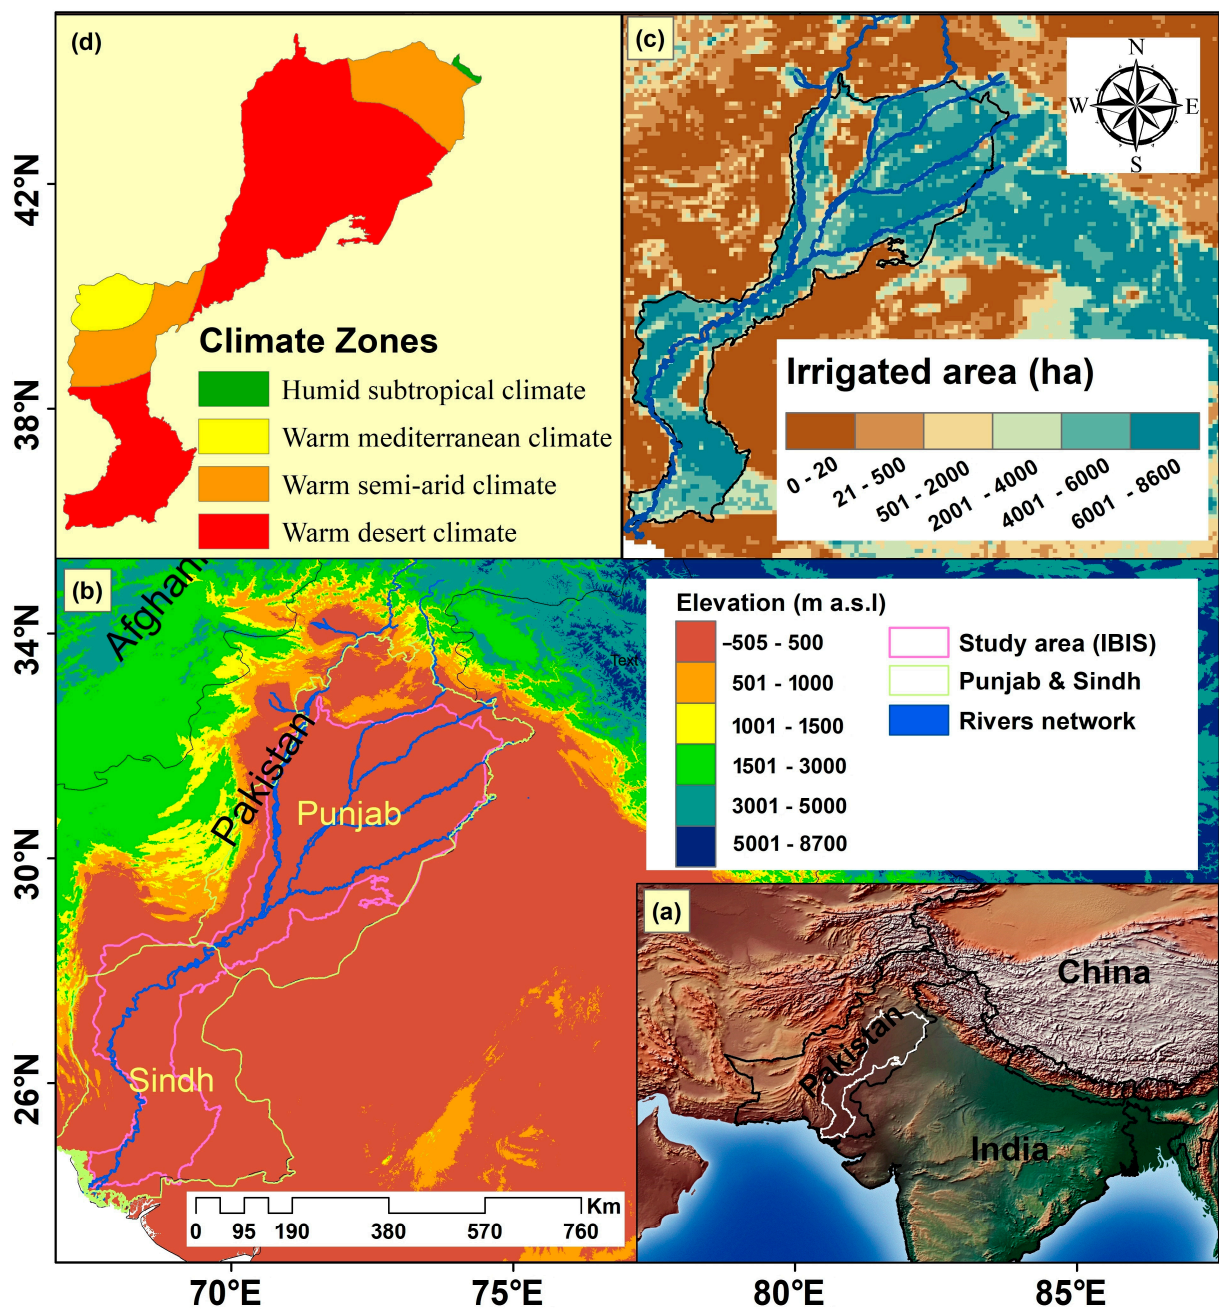 (d)
Climate Zones
Humid subtropical climate
Warm mediterranean climate
Warm semi-arid climate
Warm desert climate
(c)
N
W E
S
Irrigated area (ha)
0 - 20
21 - 500
501 - 2000
2001 - 4000
4001 - 6000
6001 - 8600
(b)
Afghani
Pakistan
Punjab
Sindh
Text
Elevation (m a.s.l)
–505 - 500
501 - 1000
1001 - 1500
1501 - 3000
3001 - 5000
5001 - 8700
Study area (IBIS)
Punjab & Sindh
Rivers network
Km
0 95 190 380 570 760
(a)
China
Pakistan
India
42°N
38°N
34°N
30°N
26°N
70°E 75°E 80°E 85°E